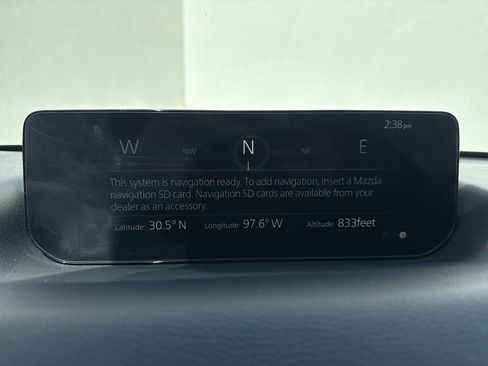 2:38pm
W NW N NE E
This system is navigation ready. To add navigation, insert a Mazda
navigation SD card. Navigation SD cards are available from your
dealer as an accessory.
Latitude: 30.5° N Longitude: 97.6° W Altitude: 833feet